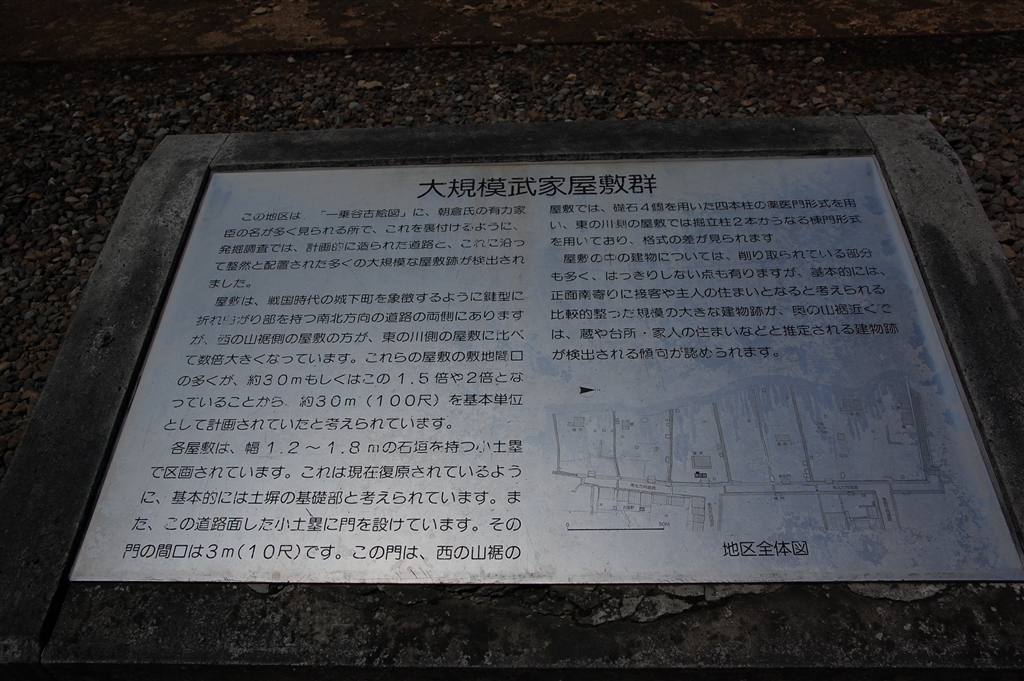 大規模武家屋敷群
この地区は、「一乗谷古絵図」に、朝倉氏の有力家
臣の名が多く見られる所で、これを裏付けるように、
発掘調査では、計画的に造られた道路と、これに沿っ
て整然と配置された多くの大規模な屋敷跡が検出され
ました。
屋敷は、戦国時代の城下町を象徴するように鍵型に
折れ曲がり部を持つ南北方向の道路の両側にあります
が、西の山裾側の屋敷の方が、東の川側の屋敷に比べ
て数倍大きくなっています。これらの屋敷の敷地間口
の多くが、約30mもしくはこの1.5倍や2倍とな
っていることから、約30m(100尺)を基本単位
として計画されていたと考えられています。
各屋敷は、幅1.2～1.8mの石垣を持つ小土塁
で区画されています。これは現在復原されているよう
に、基本的には土塀の基礎部と考えられています。ま
た、この道路面した小土塁に門を設けています。その
門の間口は3m(10尺)です。この門は、西の山裾の
屋敷では、礎石4個を用いた四本柱の薬医門形式を用
い、東の川側の屋敷では掘立柱2本からなる棟門形式
を用いており、格式の差が見られます。
屋敷の中の建物については、削り取られている部分
も多く、はっきりしない点も有りますが、基本的には、
正面南寄りに接客や主人の住まいとなると考えられる
比較的整った規模の大きな建物跡が、奥の山裾近くで
は、蔵や台所・家人の住まいなどと推定される建物跡
が検出される傾向が認められます。
50M
地区全体図